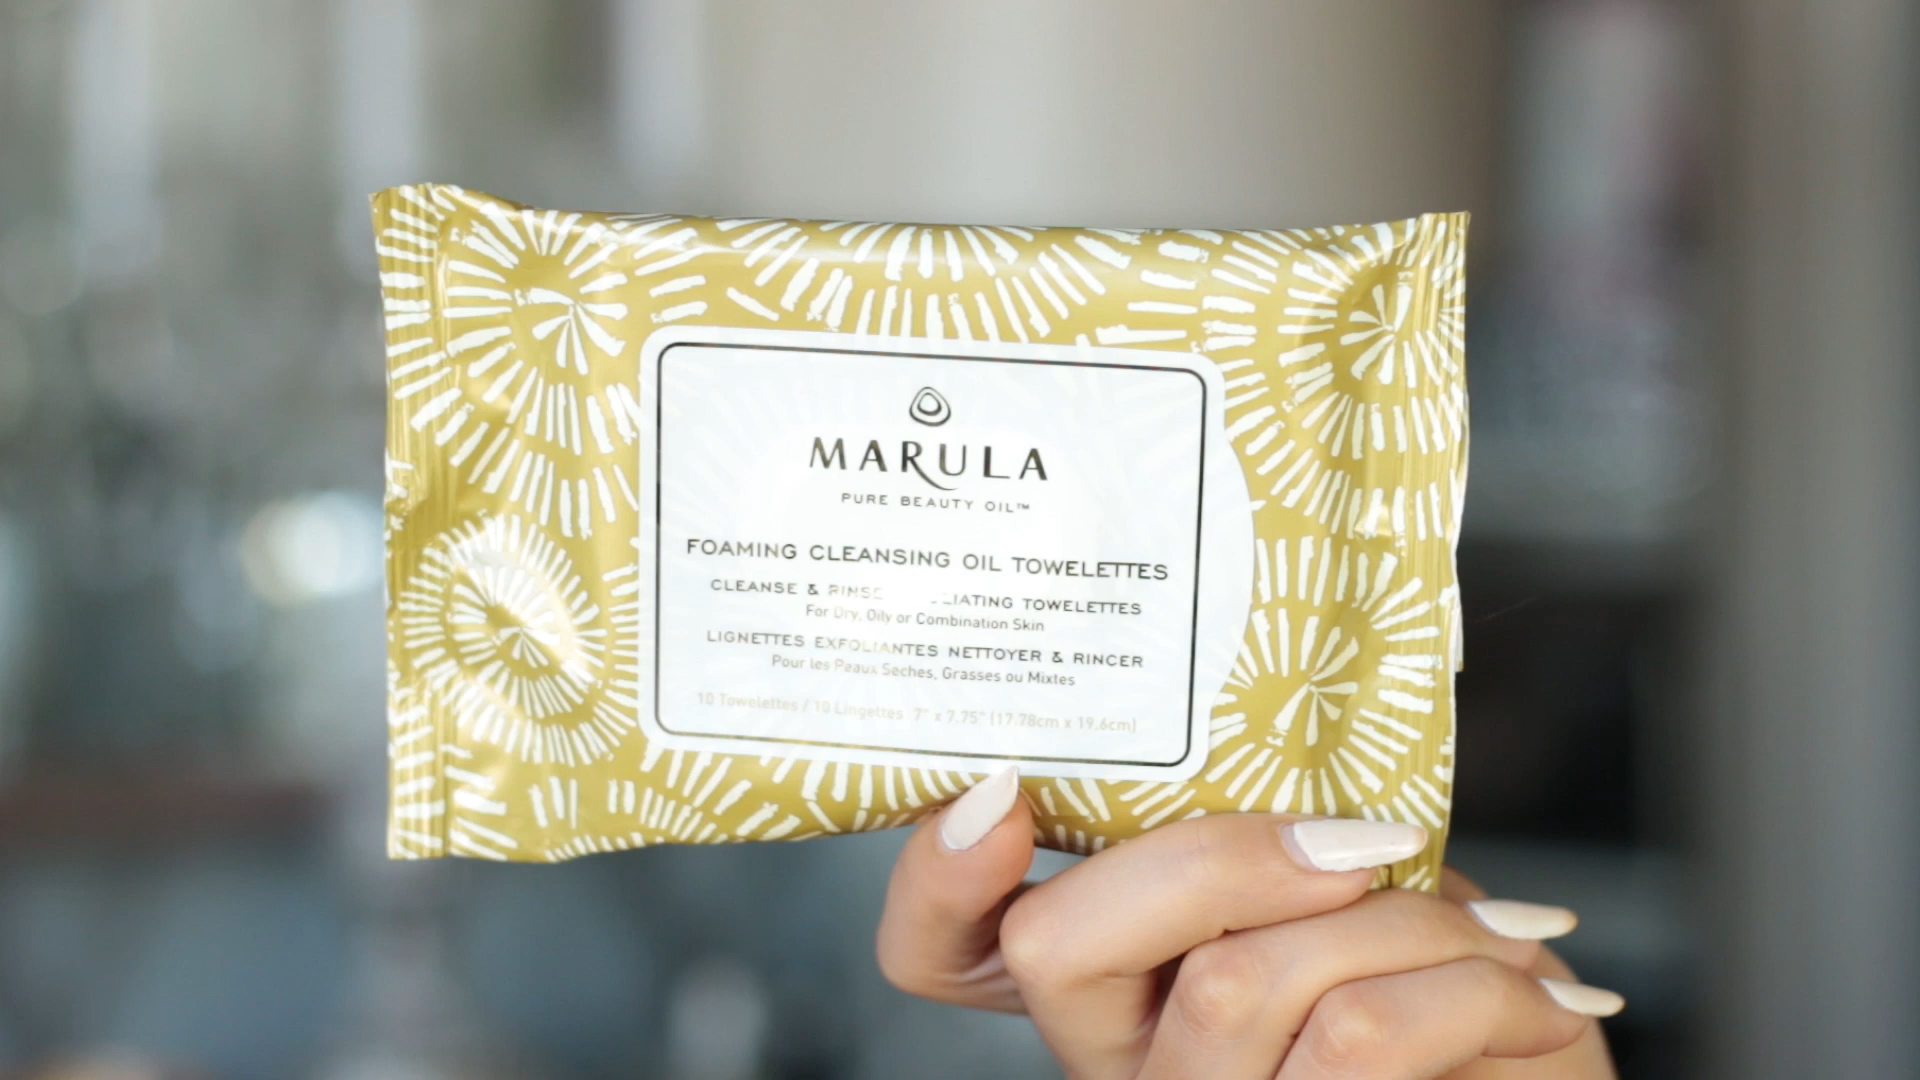 MARULA
PURE BEAUTY OIL™
FOAMING CLEANSING OIL TOWELETTES
CLEANSE & RINSE TOWELETTES
For Dry, Oily or Combination Skin
LIGNETTES EXFOLIANTES NETTOYER & RINCER
Pour les Peaux Seches, Grasses ou Mixtes
10 Towelettes / 10 Lingettes 7" x 7.75" (17.78cm x 19.6cm)